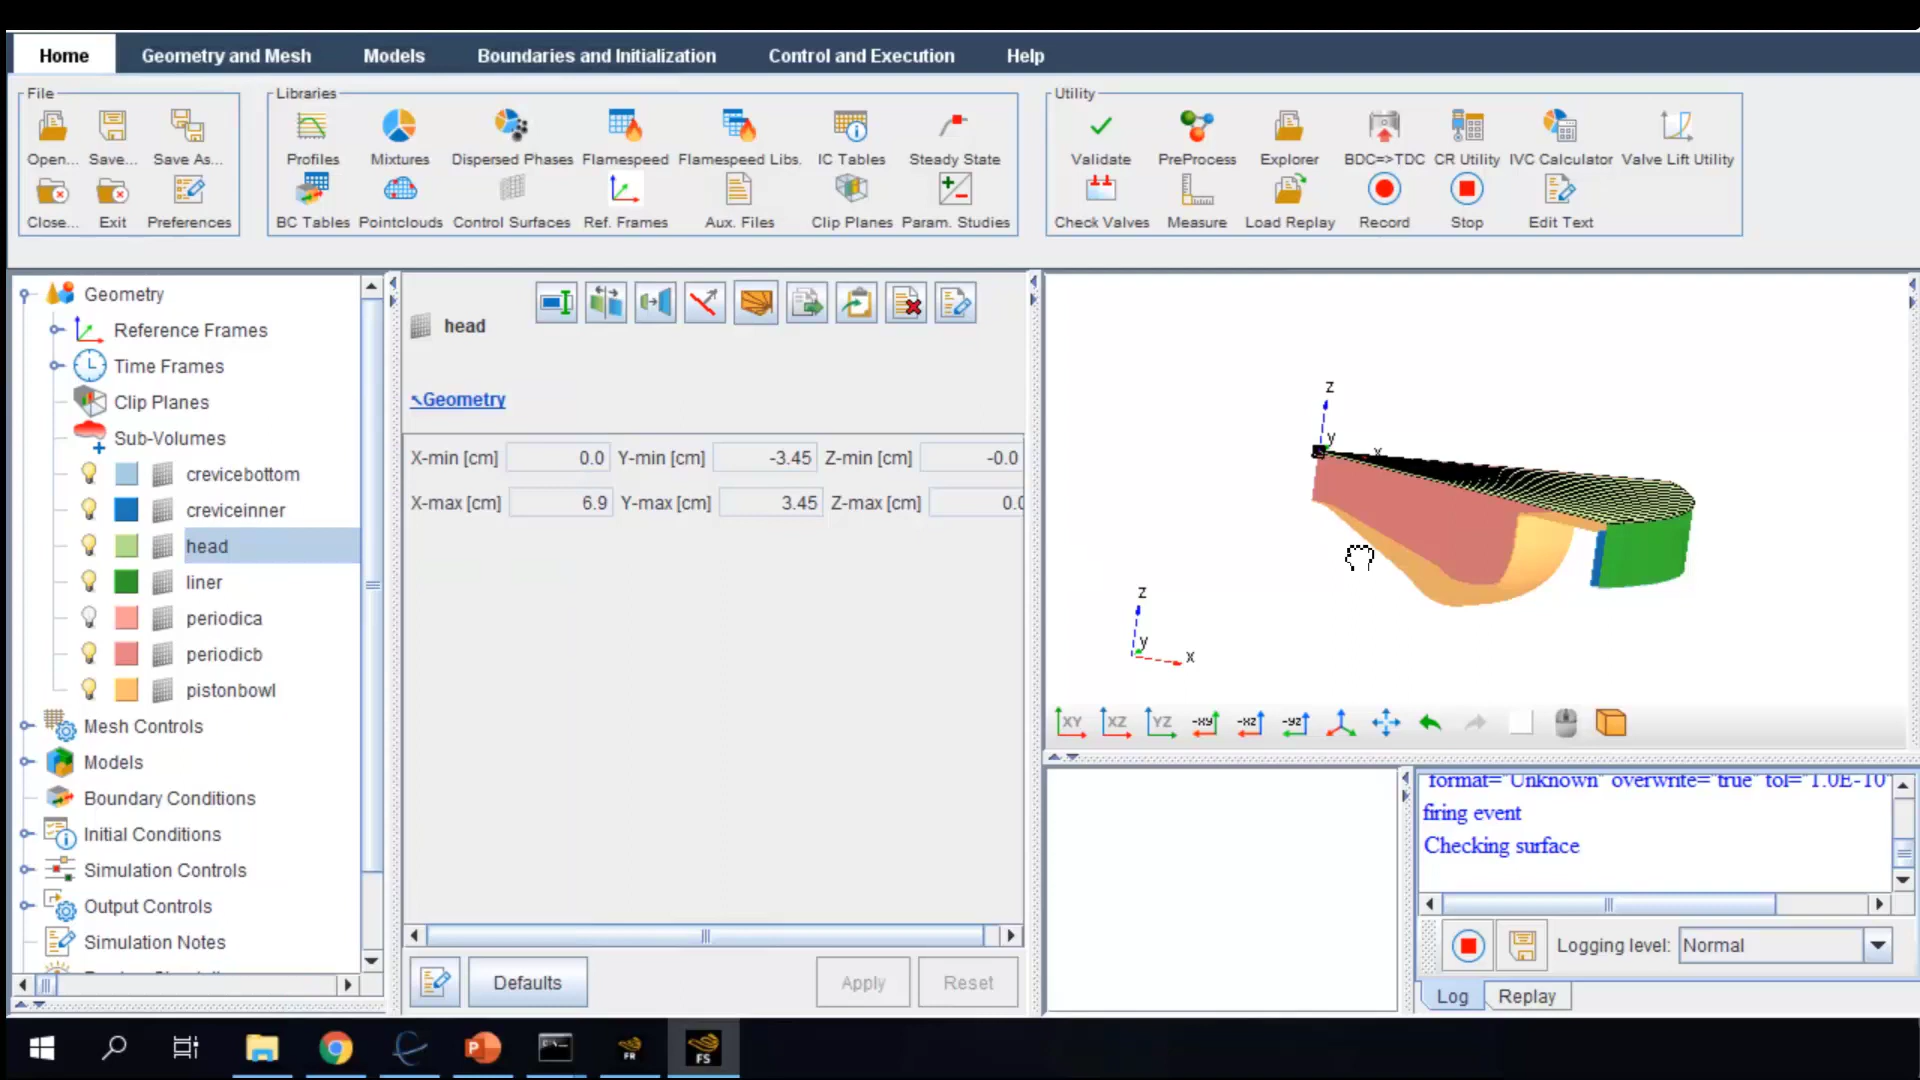 Home Geometry and Mesh Models Boundaries and Initialization Control and Execution Help
File Libraries Utility
Open... Save... Save As... Profiles Mixtures Dispersed Phases Flamespeed Flamespeed Libs. IC Tables Steady State Validate PreProcess Explorer BDC=>TDC CR Utility IVC Calculator Valve Lift Utility
Close... Exit Preferences BC Tables Pointclouds Control Surfaces Ref. Frames Aux. Files Clip Planes Param. Studies Check Valves Measure Load Replay Record Stop Edit Text
Geometry
Reference Frames
Time Frames
Clip Planes
Sub-Volumes
crevicebottom
creviceinner
head
liner
periodica
periodicb
pistonbowl
Mesh Controls
Models
Boundary Conditions
Initial Conditions
Simulation Controls
Output Controls
Simulation Notes
head
Geometry
X-min [cm] 0.0 Y-min [cm] -3.45 Z-min [cm] -0.0
X-max [cm] 6.9 Y-max [cm] 3.45 Z-max [cm] 0.0
Defaults Apply Reset
z
y
x
z
y
x
XY XZ YZ -XY -XZ -YZ
format="Unknown" overwrite="true" tol="1.0E-10"
firing event
Checking surface
Logging level: Normal
Log Replay
FR FS